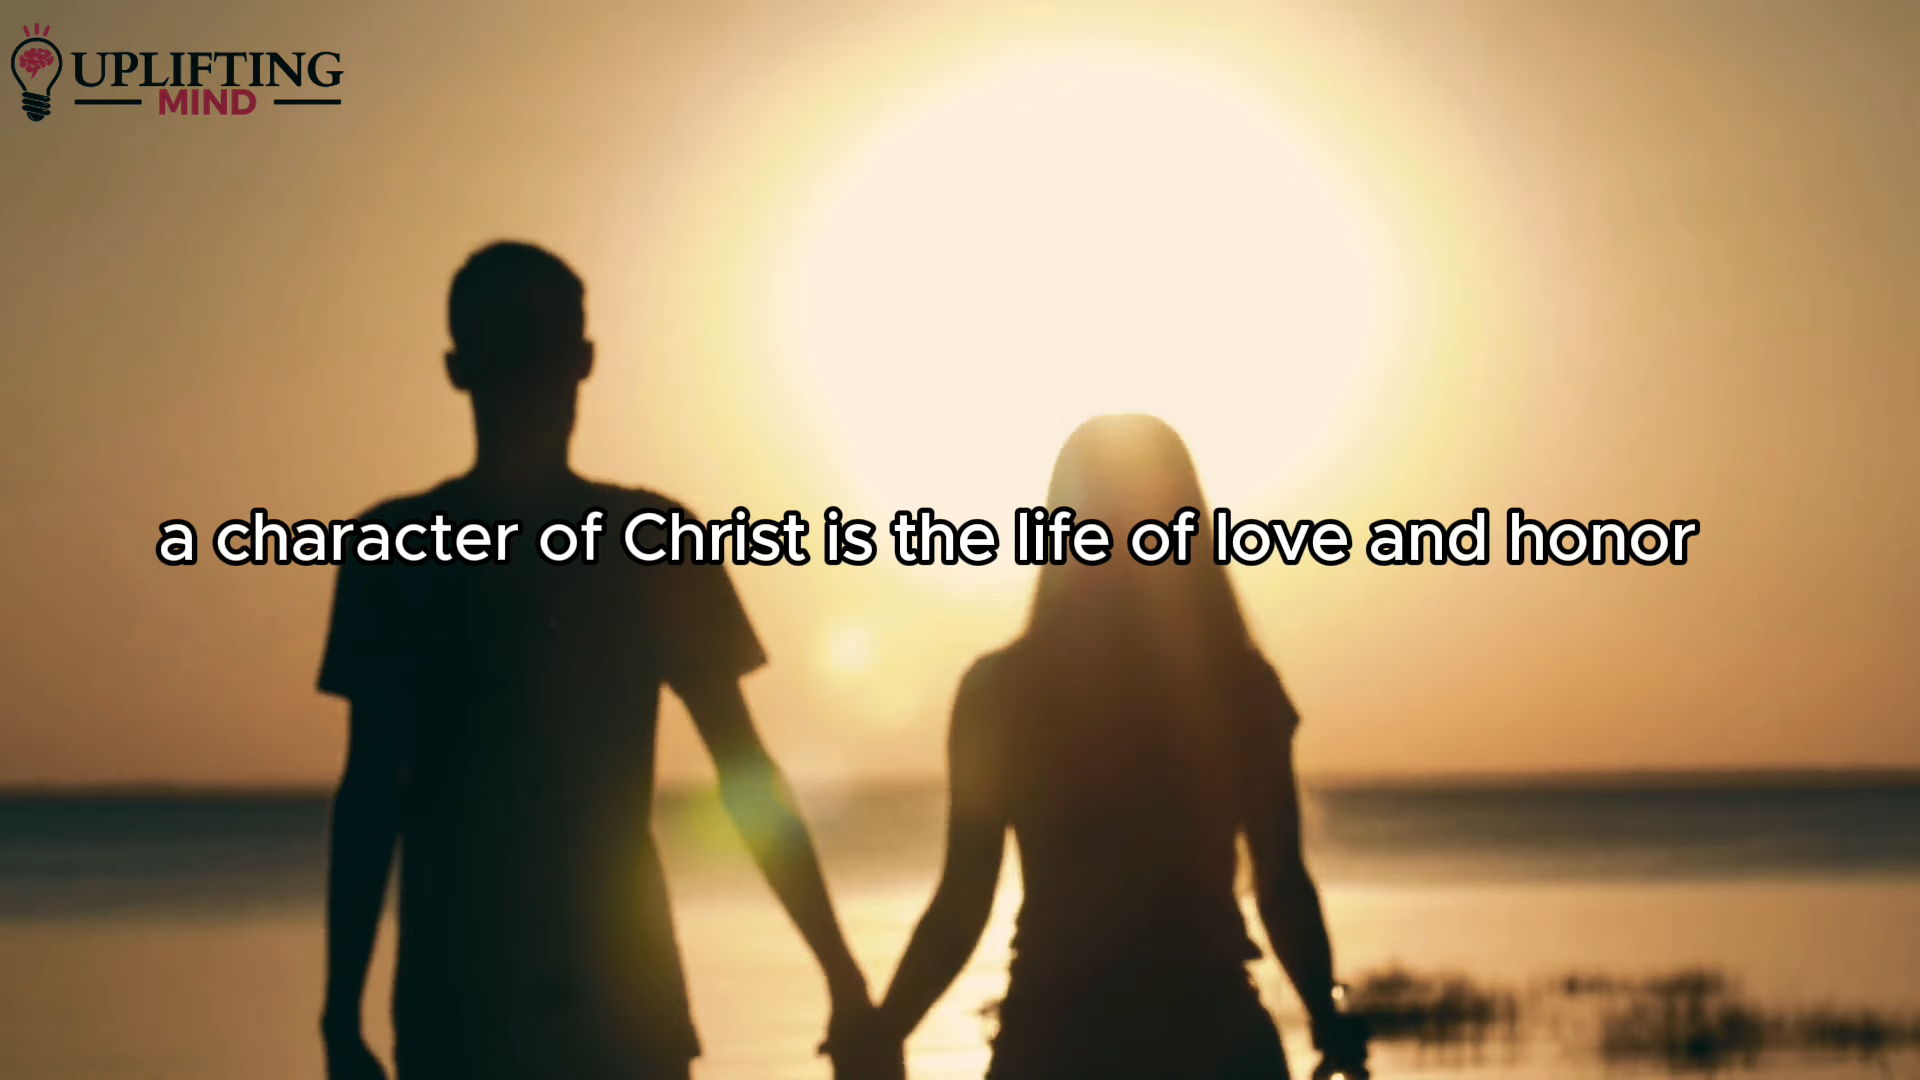 UPLIFTING
MIND
a character of Christ is the life of love and honor